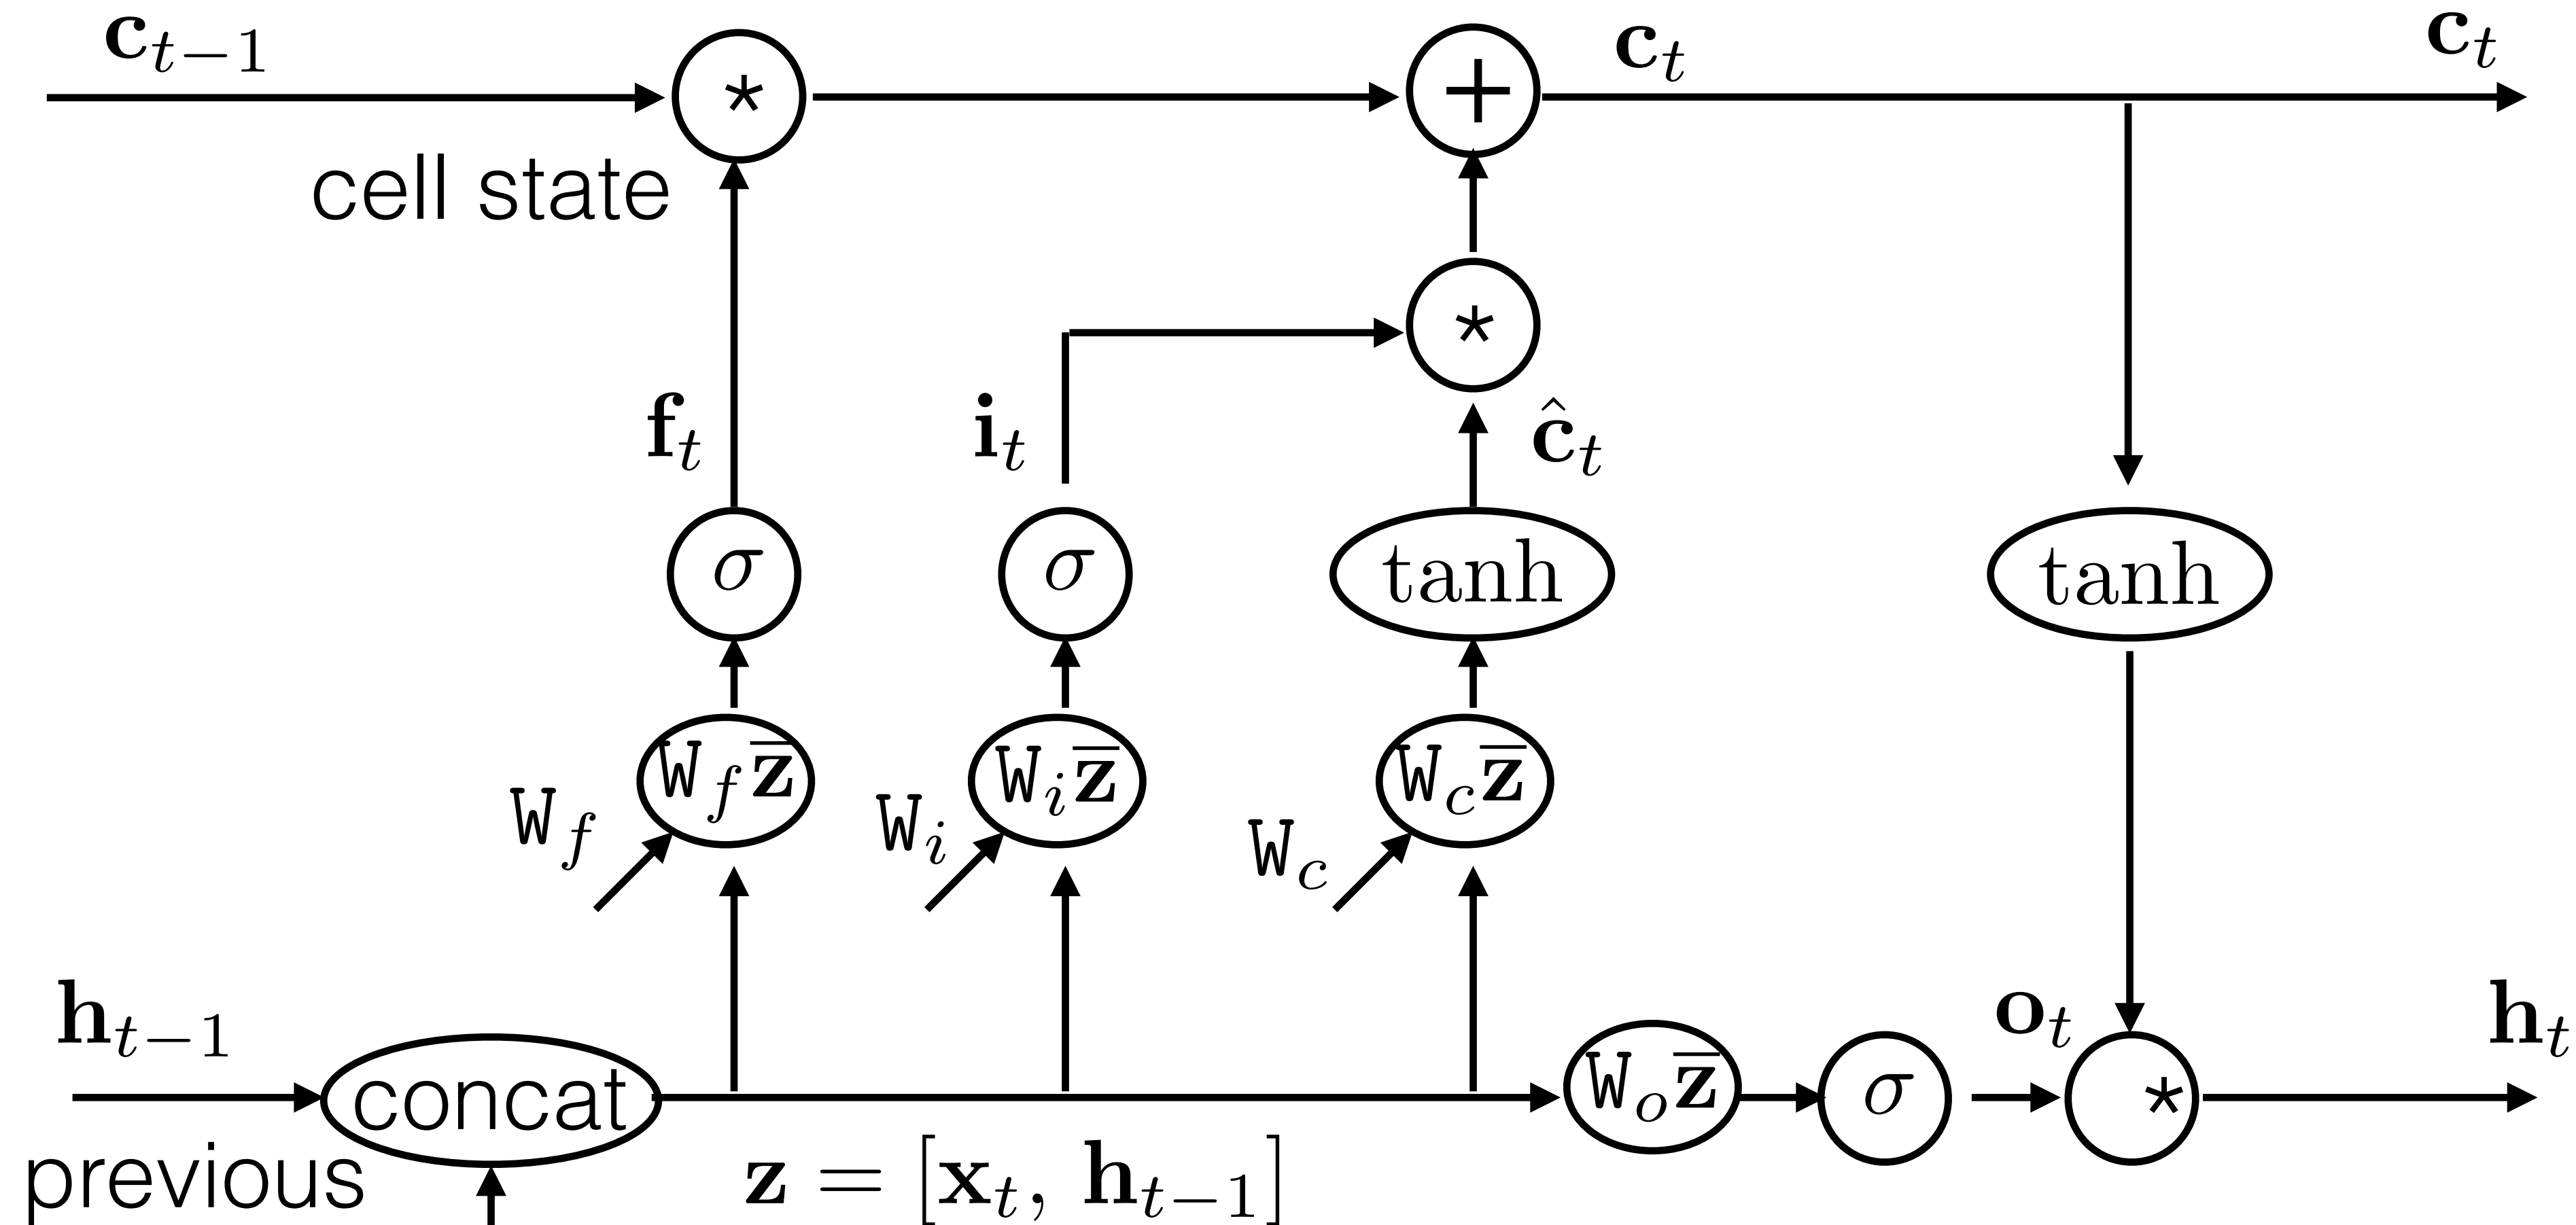 c_{t−1} c_t c_t
* +
cell state
*
f_t i_t ĉ_t
σ σ tanh tanh
W_f z̅ W_i z̅ W_c z̅
W_f W_i W_c
h_{t−1} o_t h_t
concat W_o z̅ σ *
previous z = [x_t, h_{t−1}]